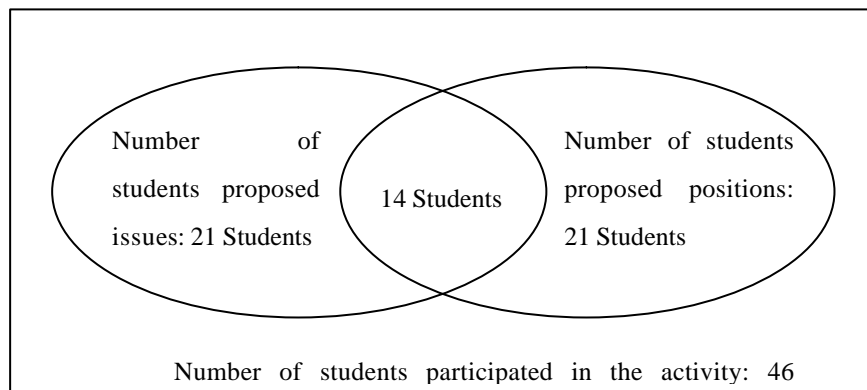 Number of
students proposed
issues: 21 Students
14 Students
Number of students
proposed positions:
21 Students
Number of students participated in the activity: 46